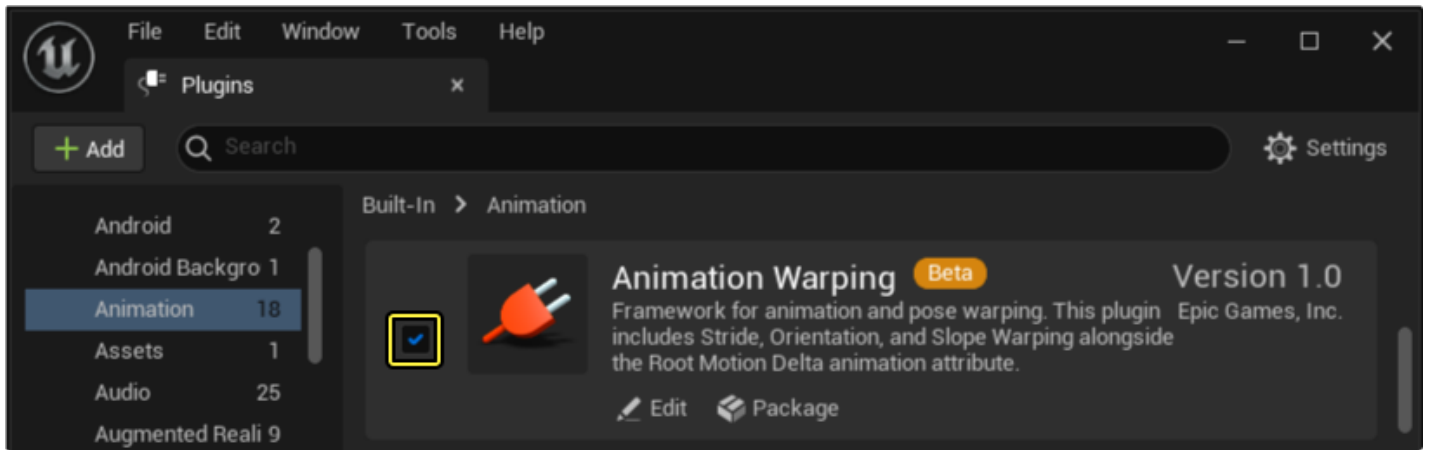 File Edit Window Tools Help
Plugins
Add Search Settings
Built-In > Animation
Android 2
Android Backgro 1
Animation 18
Assets 1
Audio 25
Augmented Reali 9
Animation Warping Beta Version 1.0
Framework for animation and pose warping. This plugin Epic Games, Inc.
includes Stride, Orientation, and Slope Warping alongside
the Root Motion Delta animation attribute.
Edit Package